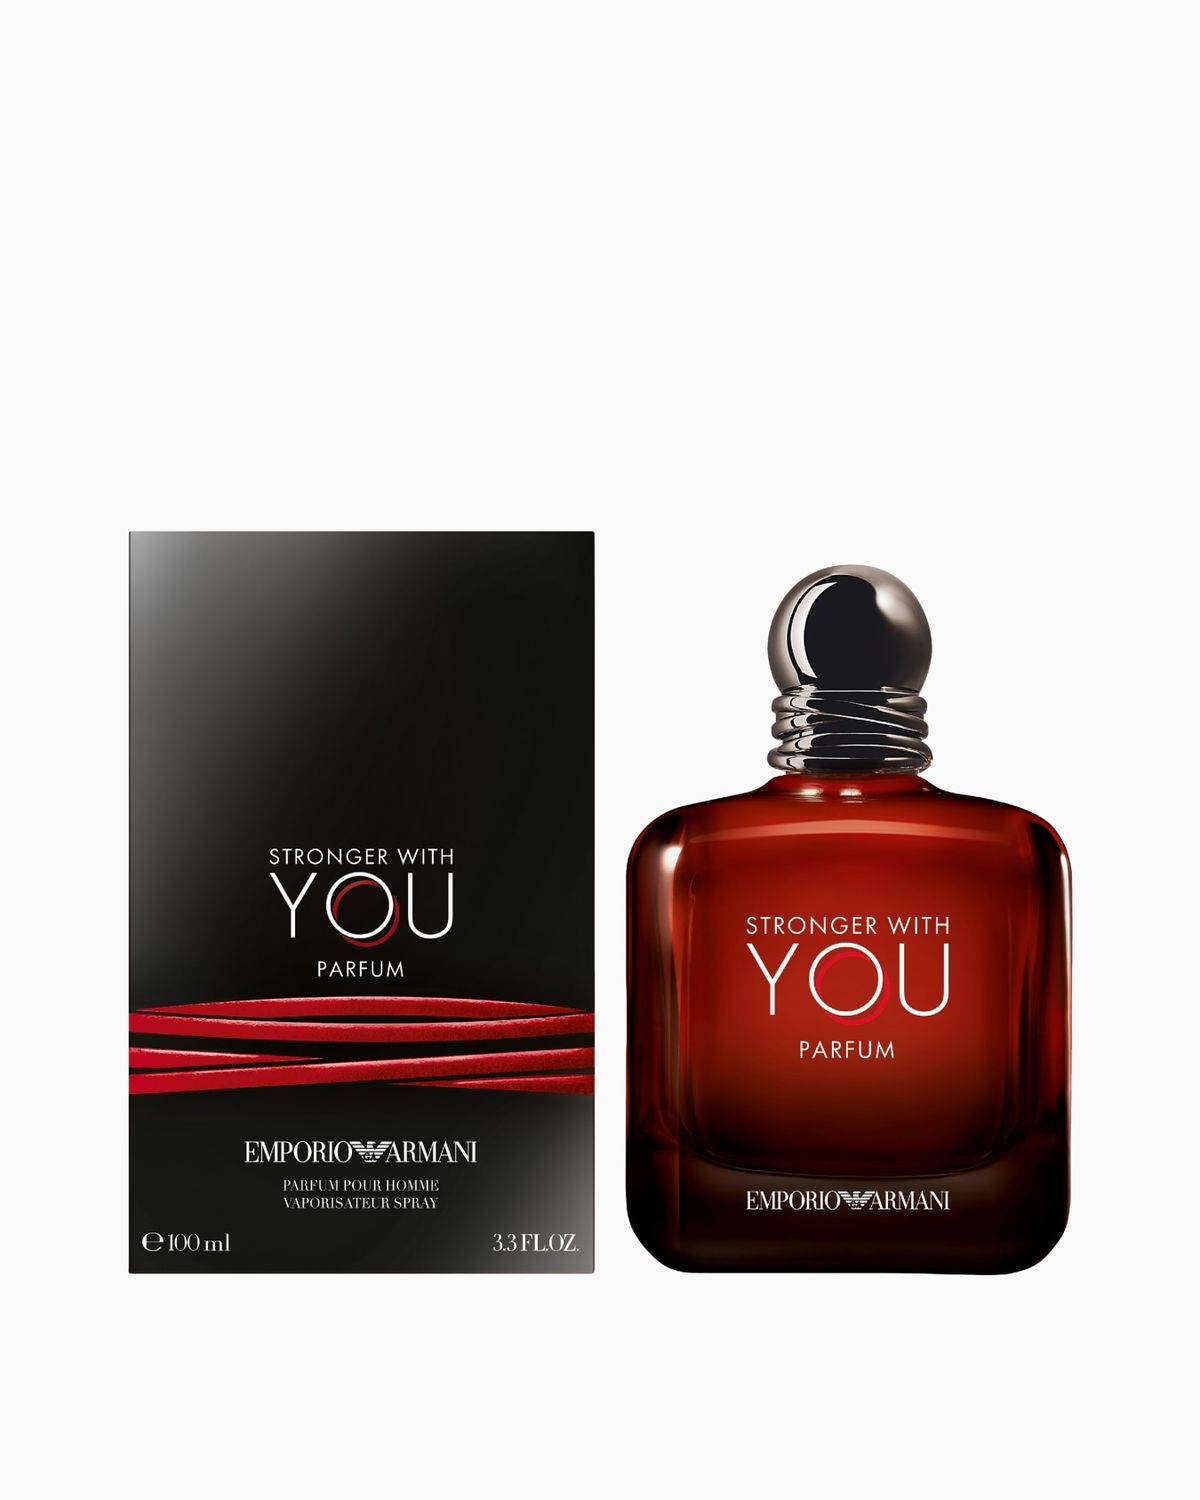 STRONGER WITH
YOU
PARFUM
EMPORIO ARMANI
PARFUM POUR HOMME
VAPORISATEUR SPRAY
℮ 100 ml
3.3 FL.OZ.
STRONGER WITH
YOU
PARFUM
EMPORIO ARMANI